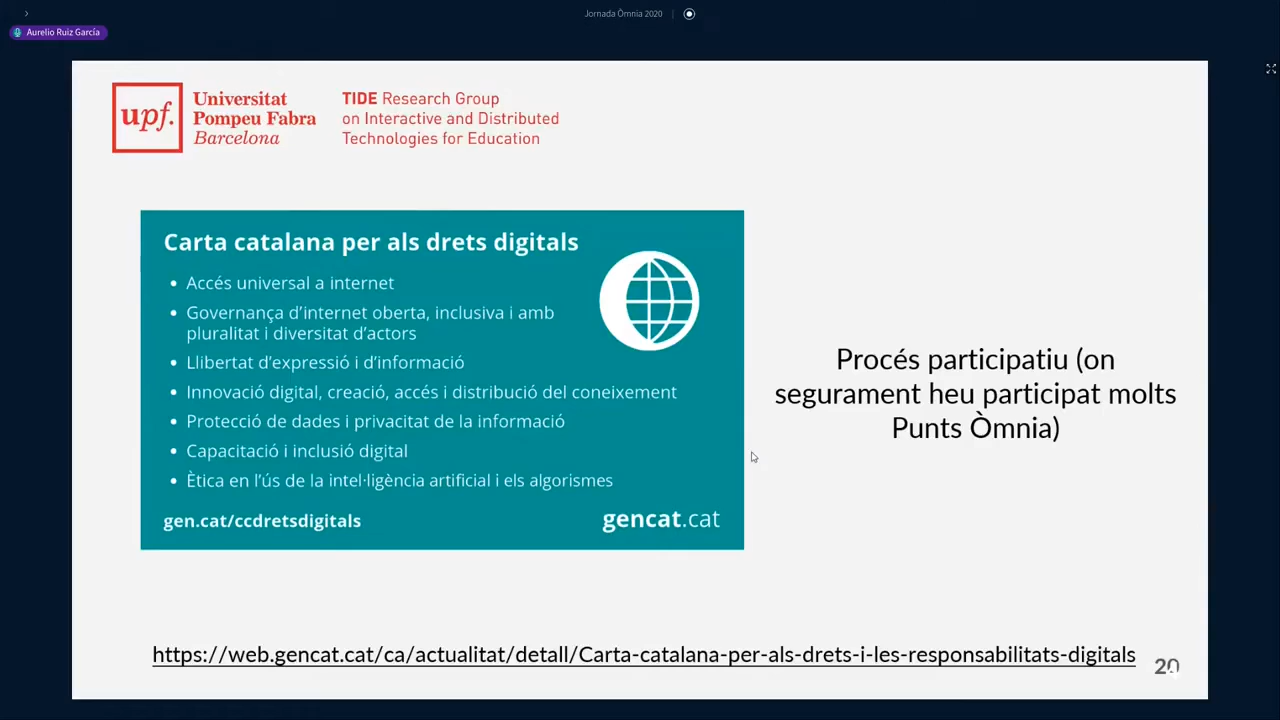 Jornada Òmnia 2020
Aurelio Ruiz García
upf.
Universitat
Pompeu Fabra
Barcelona
TIDE Research Group
on Interactive and Distributed
Technologies for Education
Carta catalana per als drets digitals
• Accés universal a internet
• Governança d'internet oberta, inclusiva i amb
pluralitat i diversitat d'actors
• Llibertat d'expressió i d'informació
• Innovació digital, creació, accés i distribució del coneixement
• Protecció de dades i privacitat de la informació
• Capacitació i inclusió digital
• Ètica en l'ús de la intel·ligència artificial i els algorismes
gen.cat/ccdretsdigitals
gencat.cat
Procés participatiu (on
segurament heu participat molts
Punts Òmnia)
https://web.gencat.cat/ca/actualitat/detall/Carta-catalana-per-als-drets-i-les-responsabilitats-digitals
20